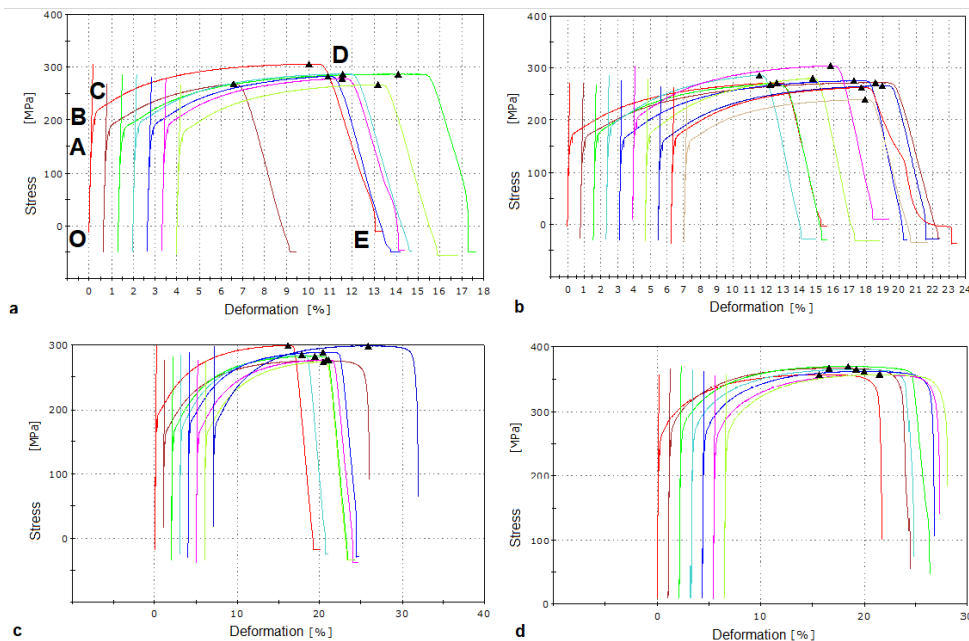 400
300
200
100
0
[MPa]
Stress
C
B
A
O
D
E
0 1 2 3 4 5 6 7 8 9 10 11 12 13 14 15 16 17 18
Deformation [%]
a
400
300
200
100
0
[MPa]
Stress
0 1 2 3 4 5 6 7 8 9 10 11 12 13 14 15 16 17 18 19 20 21 22 23 24
Deformation [%]
b
300
200
100
0
[MPa]
Stress
0 10 20 30 40
Deformation [%]
c
400
300
200
100
0
[MPa]
Stress
0 10 20 30
Deformation [%]
d